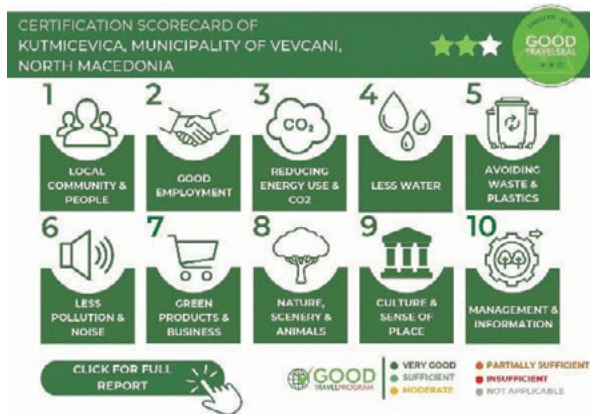 CERTIFICATION SCORECARD OF
KUTMICEVICA, MUNICIPALITY OF VEVCANI,
NORTH MACEDONIA
GOOD
TRAVELSEAL
1
LOCAL
COMMUNITY &
PEOPLE
2
GOOD
EMPLOYMENT
3
CO₂
REDUCING
ENERGY USE &
CO2
4
LESS WATER
5
AVOIDING
WASTE &
PLASTICS
6
LESS
POLLUTION &
NOISE
7
GREEN
PRODUCTS &
BUSINESS
8
NATURE,
SCENERY &
ANIMALS
9
CULTURE &
SENSE OF
PLACE
10
MANAGEMENT &
INFORMATION
CLICK FOR FULL
REPORT
GOOD
TRAVEL PROGRAM
VERY GOOD
SUFFICIENT
MODERATE
PARTIALLY SUFFICIENT
INSUFFICIENT
NOT APPLICABLE